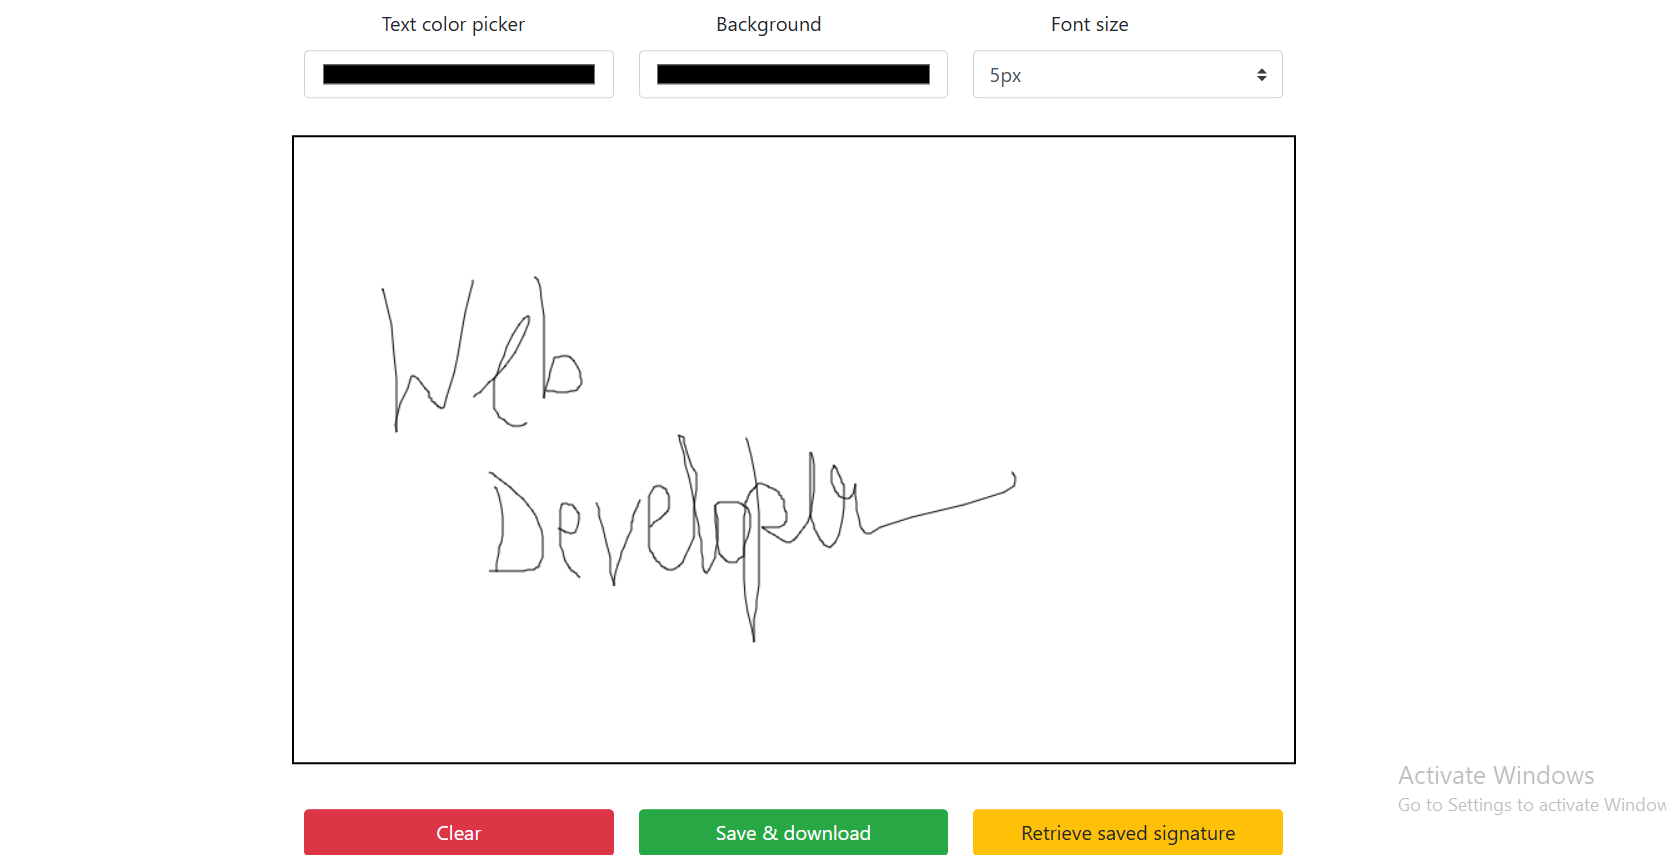 Text color picker Background Font size
5px
Web
Developer
Activate Windows
Go to Settings to activate Window
Clear Save & download Retrieve saved signature